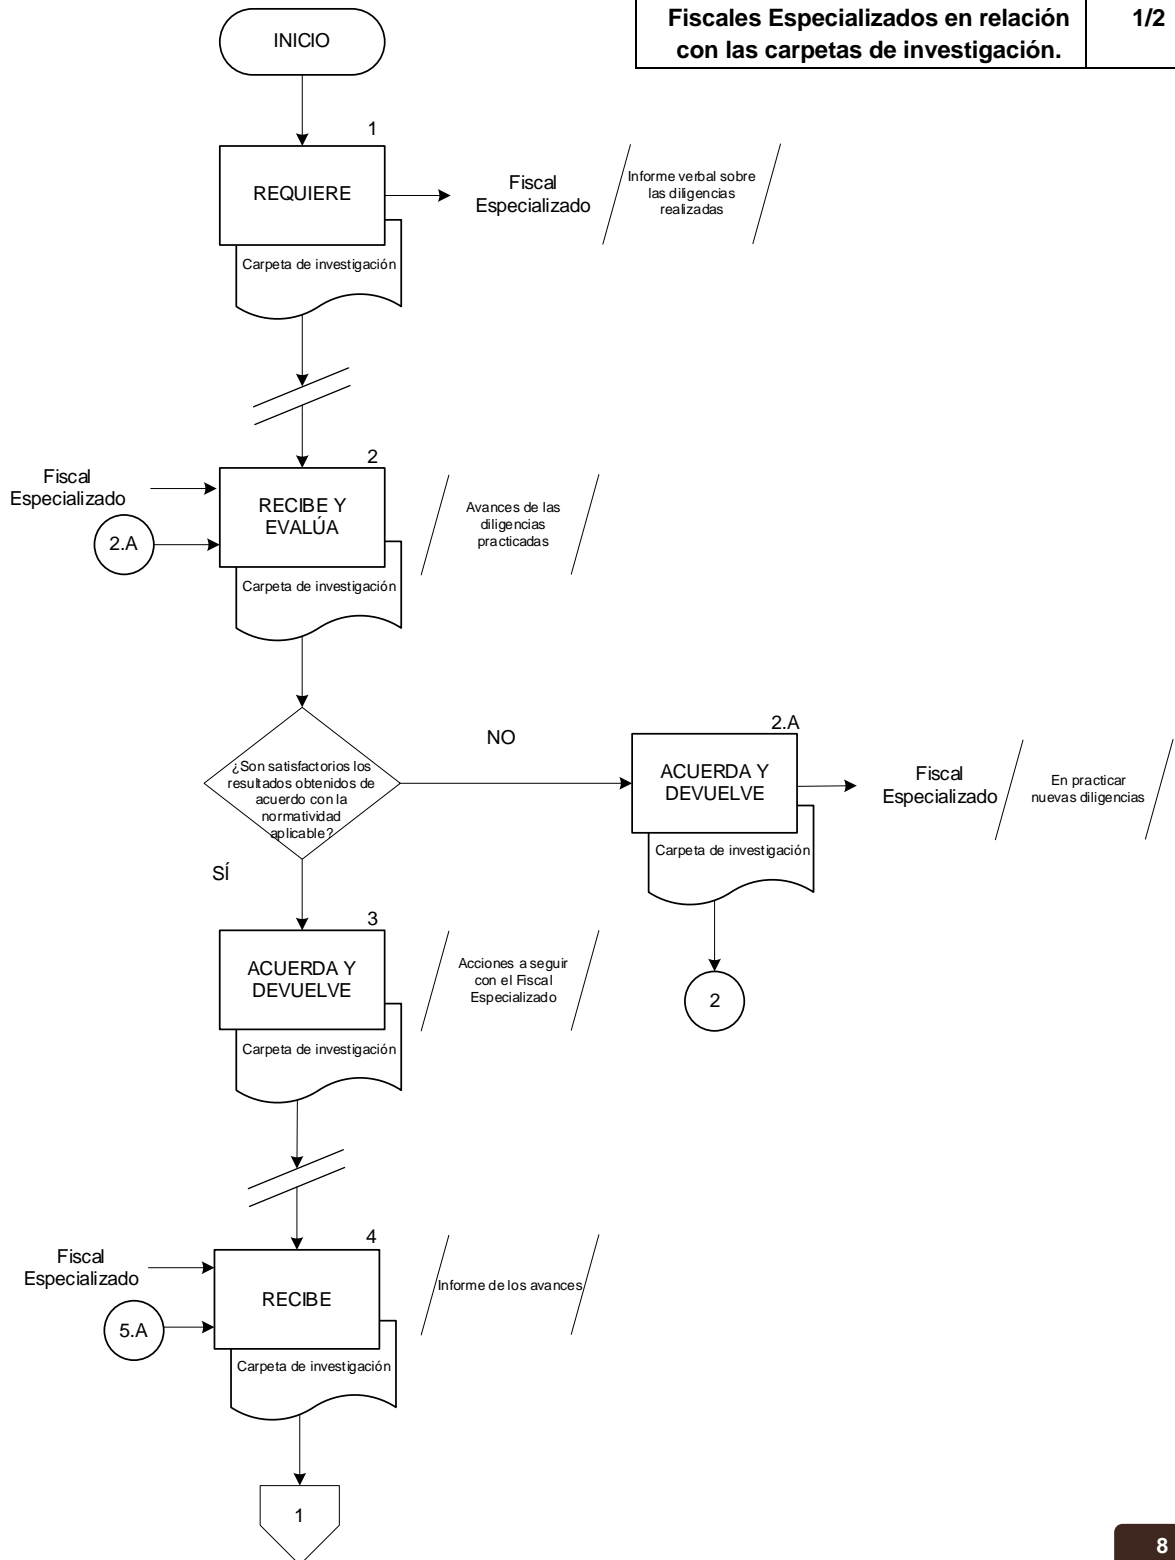 Fiscales Especializados en relación
con las carpetas de investigación.
1/2
INICIO
1
REQUIERE
Carpeta de investigación
Fiscal
Especializado
Informe verbal sobre
las diligencias
realizadas
2
Fiscal
Especializado
2.A
RECIBE Y
EVALÚA
Carpeta de investigación
Avances de las
diligencias
practicadas
¿Son satisfactorios los
resultados obtenidos de
acuerdo con la
normatividad
aplicable?
NO
SÍ
2.A
ACUERDA Y
DEVUELVE
Carpeta de investigación
Fiscal
Especializado
En practicar
nuevas diligencias
2
3
ACUERDA Y
DEVUELVE
Carpeta de investigación
Acciones a seguir
con el Fiscal
Especializado
4
Fiscal
Especializado
5.A
RECIBE
Carpeta de investigación
Informe de los avances
1
8